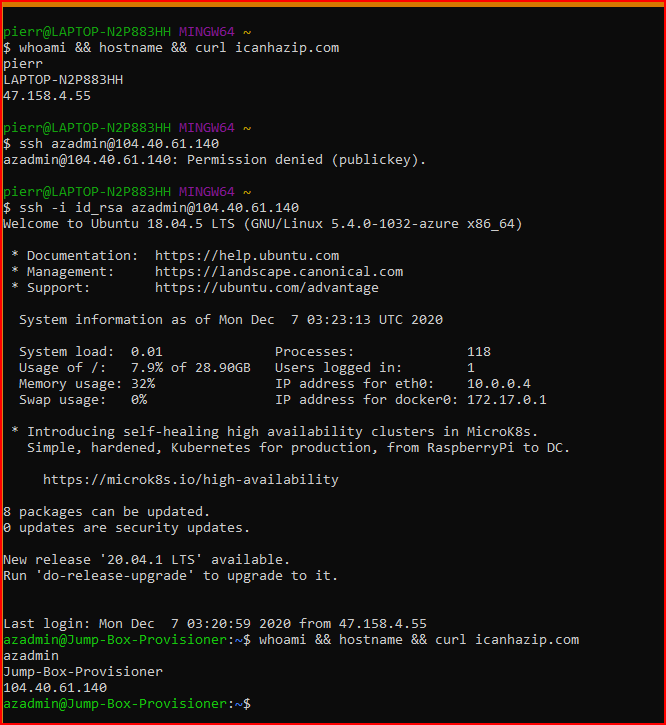 pierr@LAPTOP-N2P883HH MINGW64 ~
$ whoami && hostname && curl icanhazip.com
pierr
LAPTOP-N2P883HH
47.158.4.55
pierr@LAPTOP-N2P883HH MINGW64 ~
$ ssh azadmin@104.40.61.140
azadmin@104.40.61.140: Permission denied (publickey).
pierr@LAPTOP-N2P883HH MINGW64 ~
$ ssh -i id_rsa azadmin@104.40.61.140
Welcome to Ubuntu 18.04.5 LTS (GNU/Linux 5.4.0-1032-azure x86_64)
* Documentation:  https://help.ubuntu.com
* Management:     https://landscape.canonical.com
* Support:        https://ubuntu.com/advantage
System information as of Mon Dec  7 03:23:13 UTC 2020
System load:  0.01              Processes:              118
Usage of /:   7.9% of 28.90GB   Users logged in:        1
Memory usage: 32%               IP address for eth0:    10.0.0.4
Swap usage:   0%                IP address for docker0: 172.17.0.1
* Introducing self-healing high availability clusters in MicroK8s.
Simple, hardened, Kubernetes for production, from RaspberryPi to DC.
https://microk8s.io/high-availability
8 packages can be updated.
0 updates are security updates.
New release '20.04.1 LTS' available.
Run 'do-release-upgrade' to upgrade to it.
Last login: Mon Dec  7 03:20:59 2020 from 47.158.4.55
azadmin@Jump-Box-Provisioner:~$ whoami && hostname && curl icanhazip.com
azadmin
Jump-Box-Provisioner
104.40.61.140
azadmin@Jump-Box-Provisioner:~$